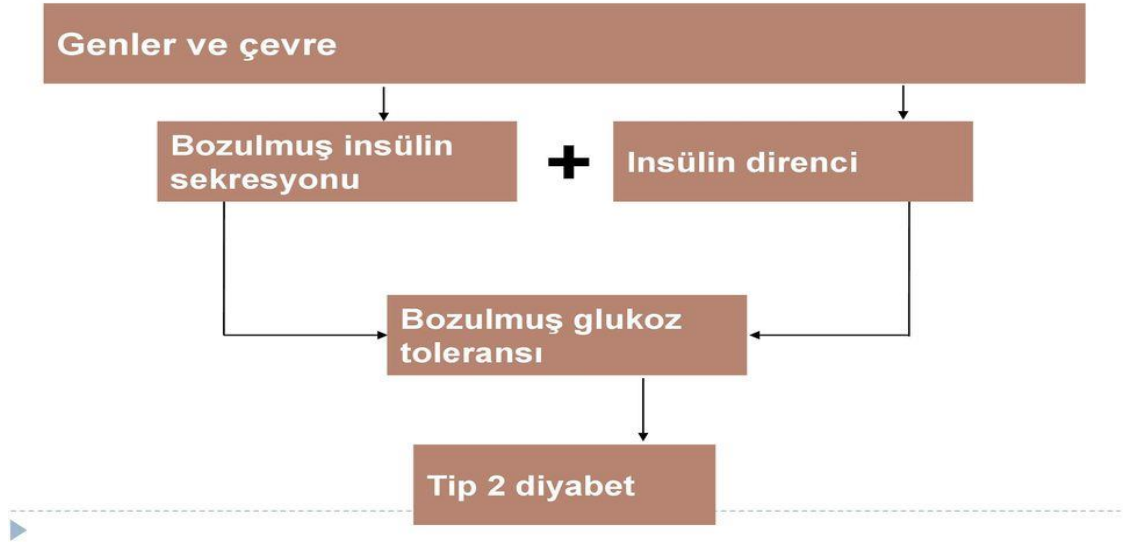 Genler ve çevre
Bozulmuş insülin
sekresyonu
+
Insülin direnci
Bozulmuş glukoz
toleransı
Tip 2 diyabet